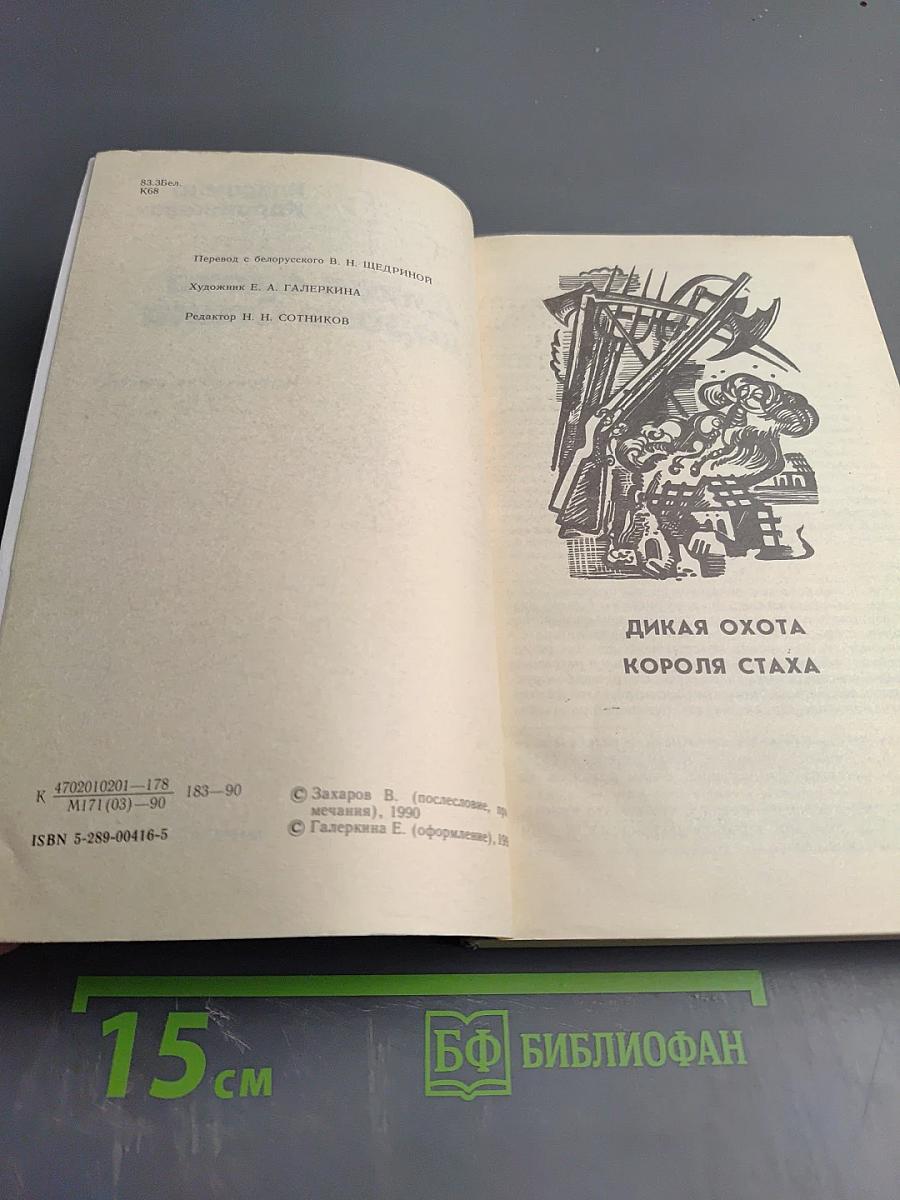 83.3Бел.
К68
Перевод с белорусского В. Н. ЩЕДРИНОЙ
Художник Е. А. ГАЛЕРКИНА
Редактор Н. Н. СОТНИКОВ
К 4702010201—178 183—90
М171(03)—90
© Захаров В. (послесловие,
мечания), 1990
© Галеркина Е. (оформление),
ISBN 5-289-00416-5
ДИКАЯ ОХОТА
КОРОЛЯ СТАХА
15 см
БФ БИБЛИОФАН